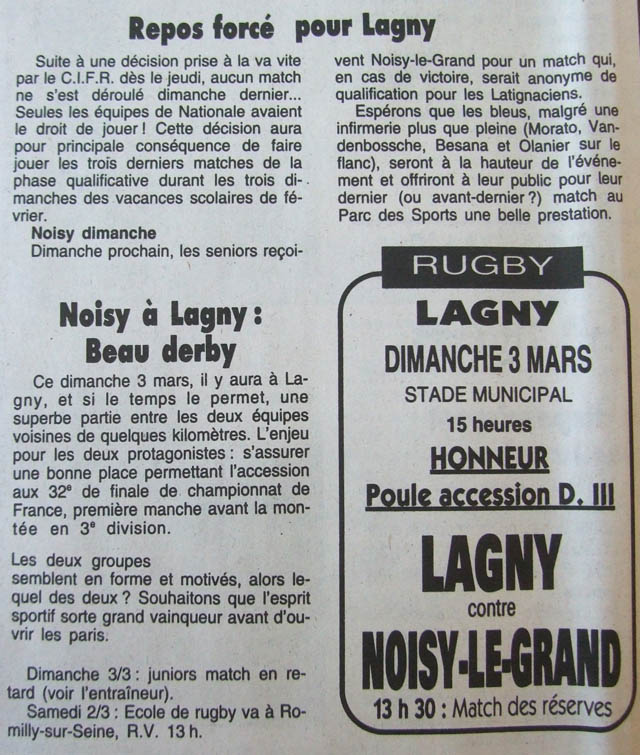 Repos forcé pour Lagny
Suite à une décision prise à la va vite
par le C.I.F.R. dès le jeudi, aucun match
ne s'est déroulé dimanche dernier...
Seules les équipes de Nationale avaient
le droit de jouer ! Cette décision aura
pour principale conséquence de faire
jouer les trois derniers matches de la
phase qualificative durant les trois di-
manches des vacances scolaires de fé-
vrier.
Noisy dimanche
Dimanche prochain, les seniors reçoi-
vent Noisy-le-Grand pour un match qui,
en cas de victoire, serait anonyme de
qualification pour les Latignaciens.
Espérons que les bleus, malgré une
infirmerie plus que pleine (Morato, Van-
denbossche, Besana et Olanier sur le
flanc), seront à la hauteur de l'événe-
ment et offriront à leur public pour leur
dernier (ou avant-dernier ?) match au
Parc des Sports une belle prestation.
Noisy à Lagny :
Beau derby
Ce dimanche 3 mars, il y aura à La-
gny, et si le temps le permet, une
superbe partie entre les deux équipes
voisines de quelques kilomètres. L'enjeu
pour les deux protagonistes : s'assurer
une bonne place permettant l'accession
aux 32e de finale de championnat de
France, première manche avant la mon-
tée en 3e division.
Les deux groupes
semblent en forme et motivés, alors le-
quel des deux ? Souhaitons que l'esprit
sportif sorte grand vainqueur avant d'ou-
vrir les paris.
Dimanche 3/3 : juniors match en re-
tard (voir l'entraîneur).
Samedi 2/3 : Ecole de rugby va à Ro-
milly-sur-Seine, R.V. 13 h.
RUGBY
LAGNY
DIMANCHE 3 MARS
STADE MUNICIPAL
15 heures
HONNEUR
Poule accession D. III
LAGNY
contre
NOISY-LE-GRAND
13 h 30 : Match des réserves